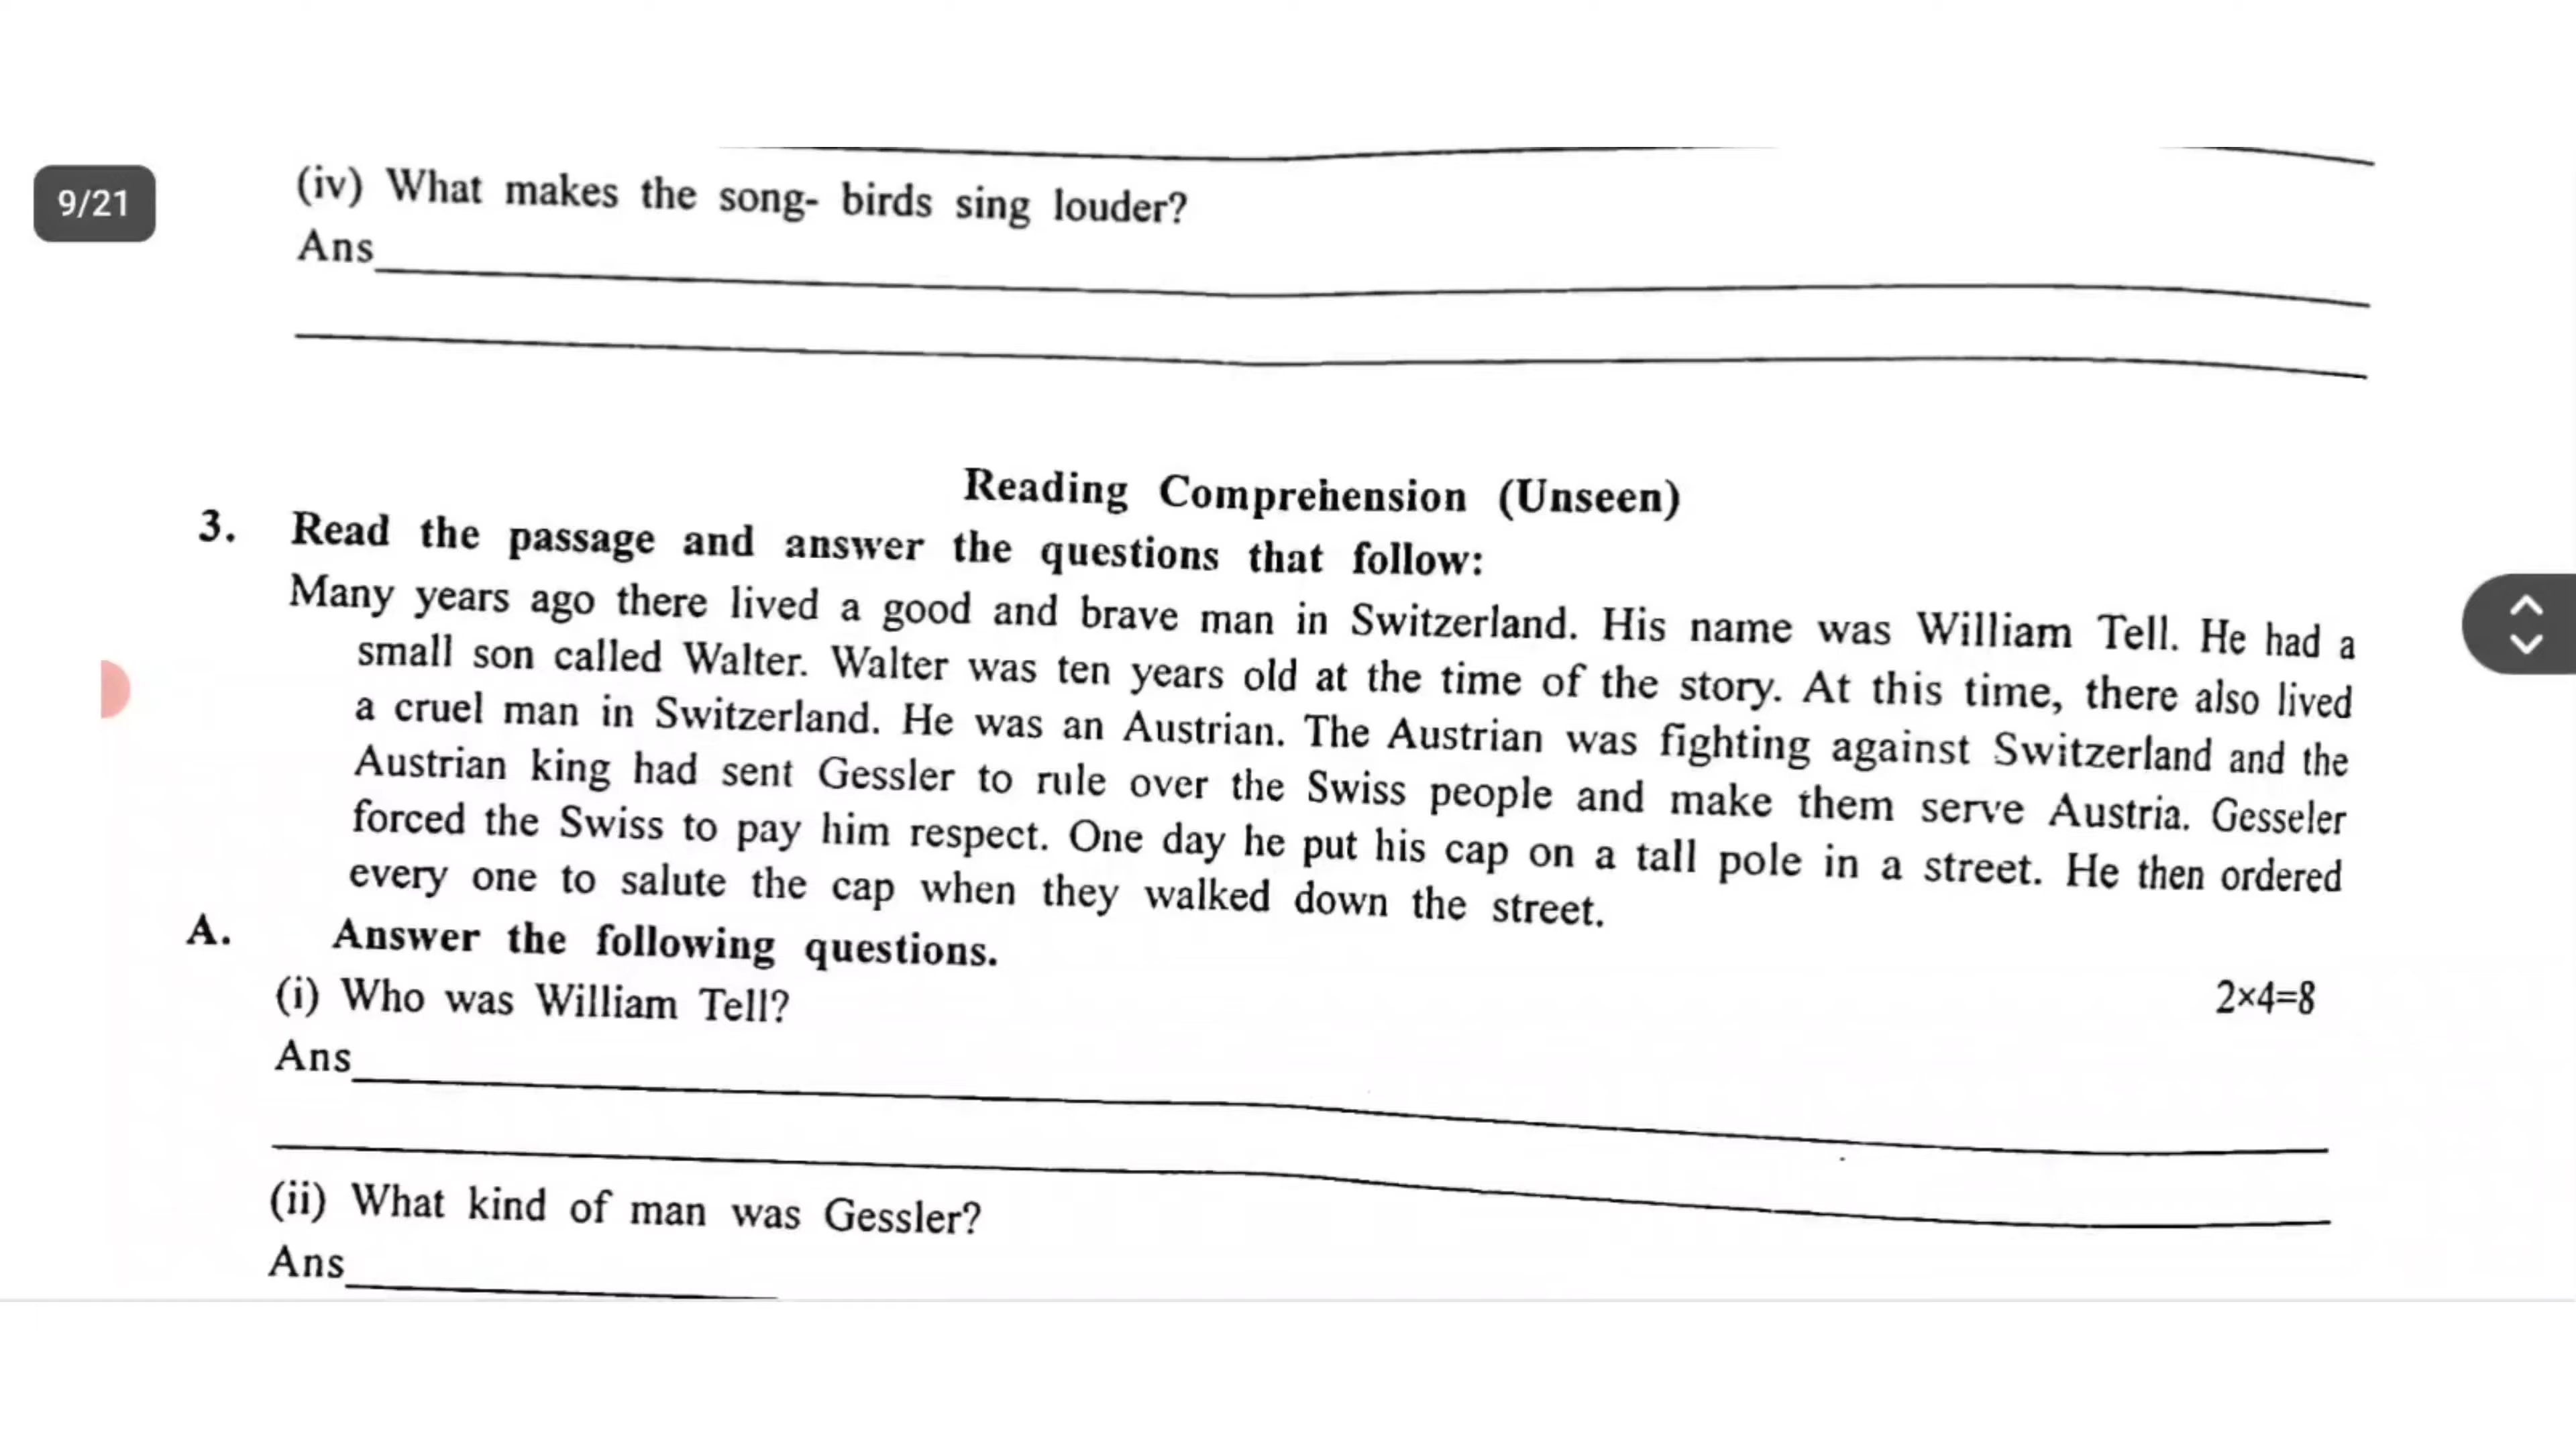 9/21
(iv) What makes the song- birds sing louder?
Ans
Reading Comprehension (Unseen)
3. Read the passage and answer the questions that follow:
Many years ago there lived a good and brave man in Switzerland. His name was William Tell. He had a
small son called Walter. Walter was ten years old at the time of the story. At this time, there also lived
a cruel man in Switzerland. He was an Austrian. The Austrian was fighting against Switzerland and the
Austrian king had sent Gessler to rule over the Swiss people and make them serve Austria. Gesseler
forced the Swiss to pay him respect. One day he put his cap on a tall pole in a street. He then ordered
every one to salute the cap when they walked down the street.
A. Answer the following questions.
2×4=8
(i) Who was William Tell?
Ans
(ii) What kind of man was Gessler?
Ans